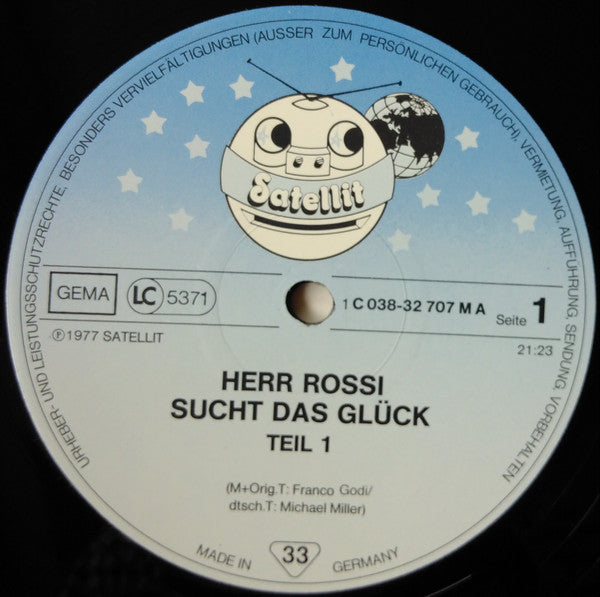 URHEBER- UND LEISTUNGSSCHUTZRECHTE, BESONDERS VERVIELFÄLTIGUNGEN (AUSSER ZUM PERSÖNLICHEN GEBRAUCH), VERMIETUNG, AUFFÜHRUNG, SENDUNG VORBEHALTEN
Satellit
GEMA LC 5371
1 C 038-32 707 M A Seite 1
℗ 1977 SATELLIT
21:23
HERR ROSSI
SUCHT DAS GLÜCK
TEIL 1
(M+Orig.T: Franco Godi/
dtsch.T: Michael Miller)
MADE IN 33 GERMANY